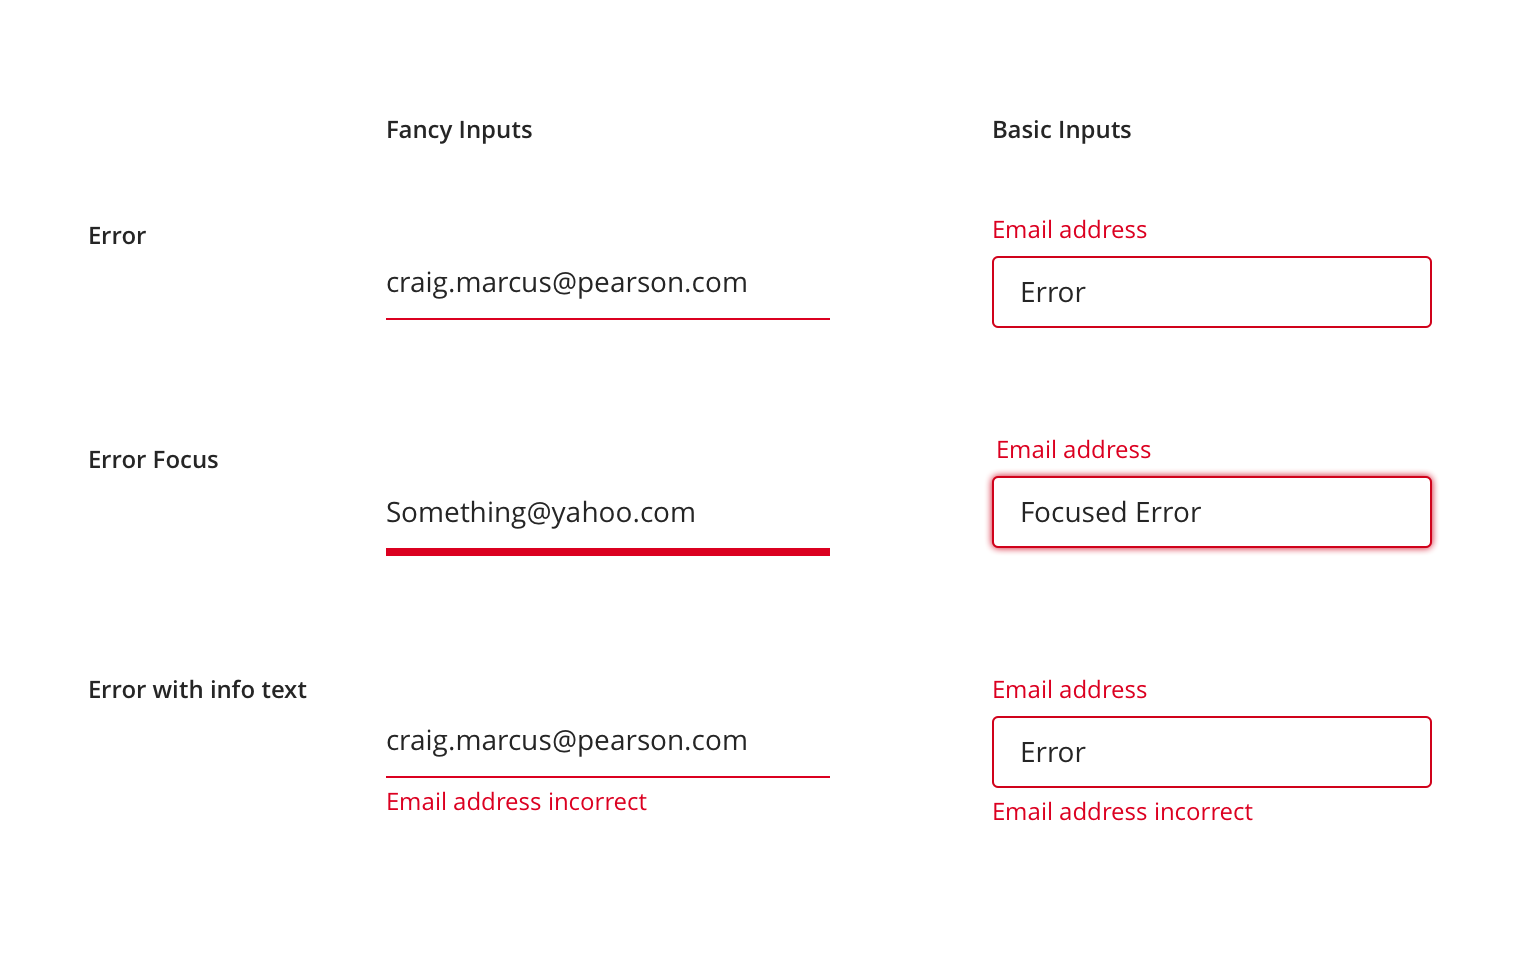 Fancy Inputs
Basic Inputs
Error
Email address
craig.marcus@pearson.com
Error
Error Focus
Email address
Something@yahoo.com
Focused Error
Error with info text
Email address
craig.marcus@pearson.com
Error
Email address incorrect
Email address incorrect